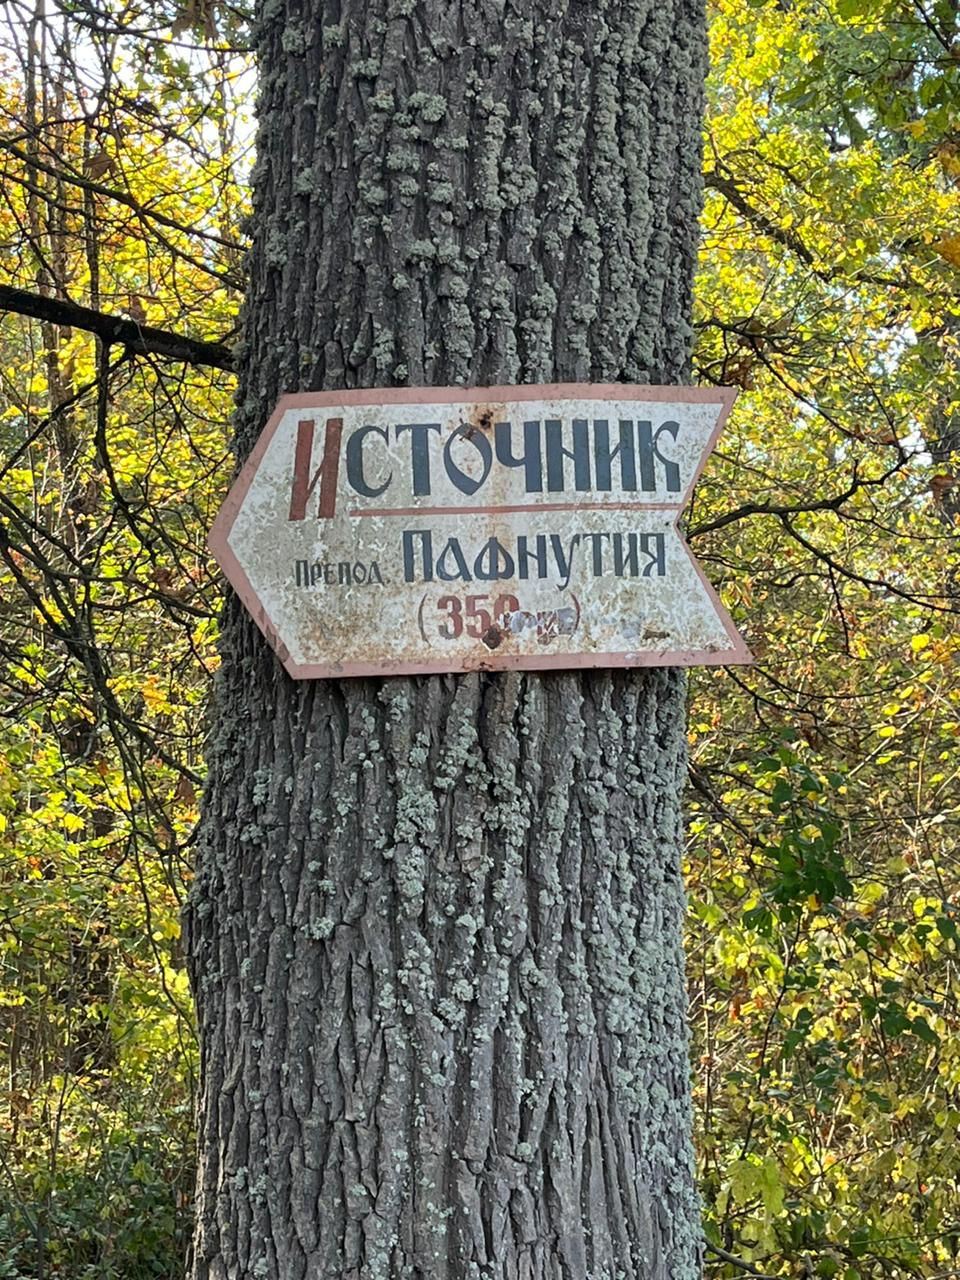 Источник
Препод. Пафнутия
(350